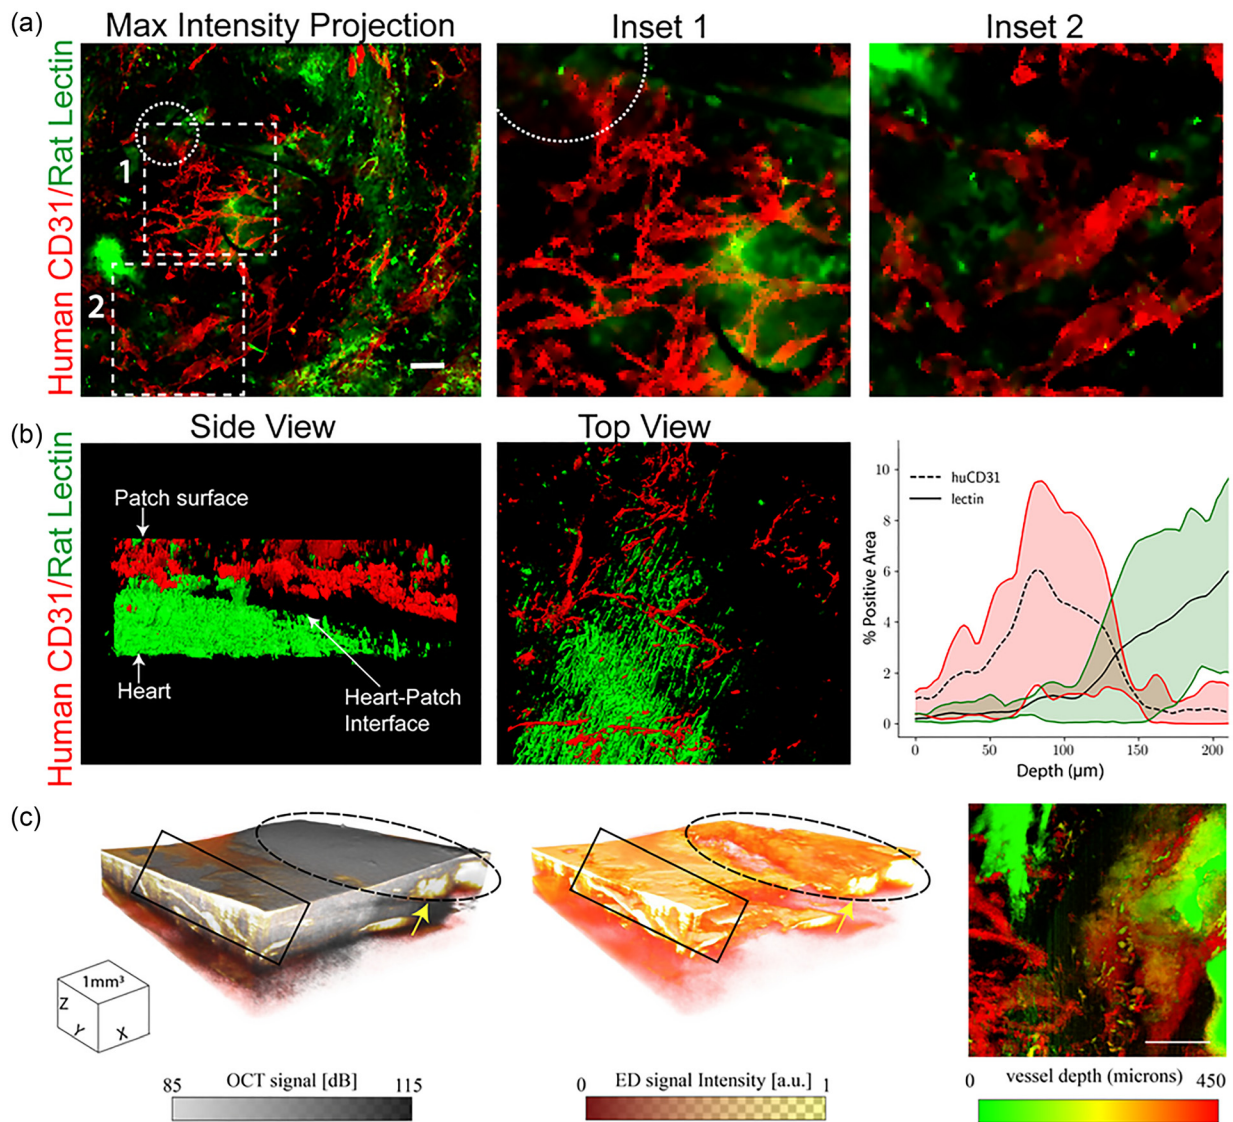 (a)
Max Intensity Projection
Inset 1
Inset 2
Human CD31/Rat Lectin
1
2
(b)
Side View
Top View
Human CD31/Rat Lectin
Patch surface
Heart
Heart-Patch
Interface
% Positive Area
10
8
6
4
2
0
huCD31
lectin
0
50
100
150
200
Depth (µm)
(c)
1mm³
Z
Y
X
85
OCT signal [dB]
115
0
ED signal Intensity [a.u.]
1
0
vessel depth (microns)
450